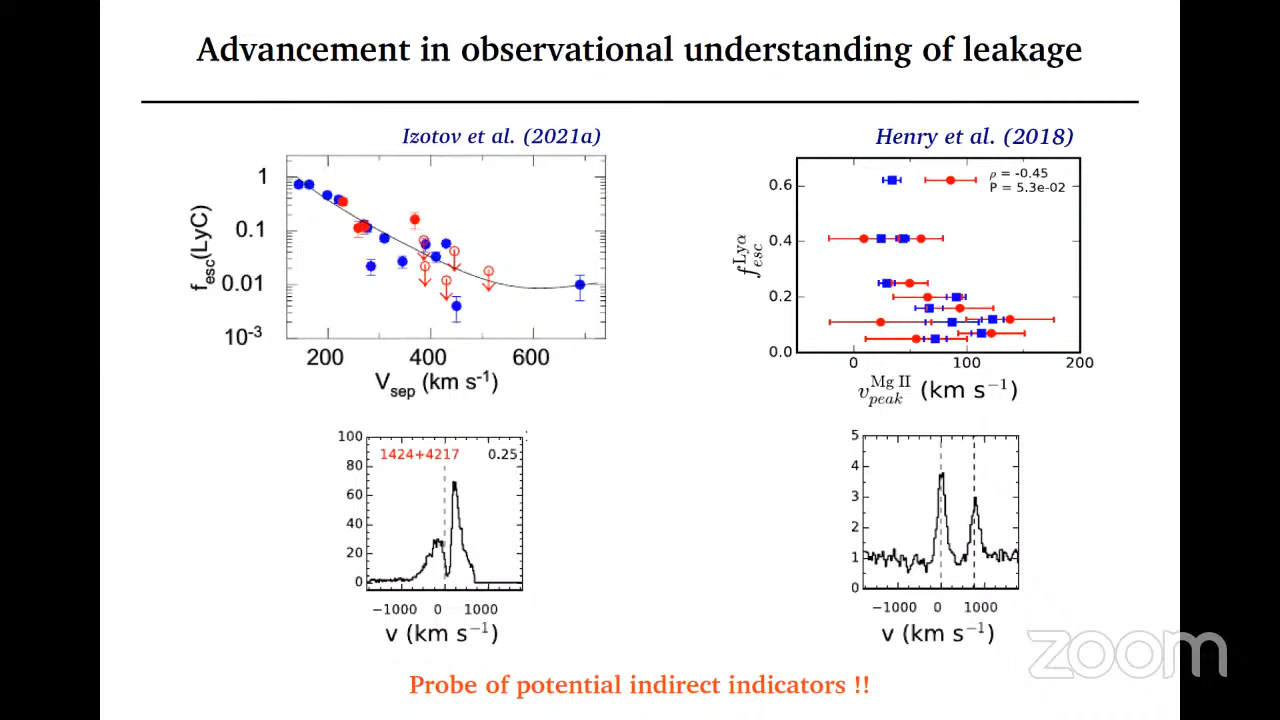 Advancement in observational understanding of leakage
Izotov et al. (2021a)
1
0.1
0.01
10⁻³
f_esc(LyC)
200 400 600
V_sep (km s⁻¹)
Henry et al. (2018)
ρ = -0.45
P = 5.3e-02
0.6
0.4
0.2
0.0
f_esc^Lyα
0 100 200
v_peak^Mg II (km s⁻¹)
100
80
60
40
20
0
1424+4217 0.25
−1000 0 1000
v (km s⁻¹)
5
4
3
2
1
0
−1000 0 1000
v (km s⁻¹)
Probe of potential indirect indicators !!
zoom